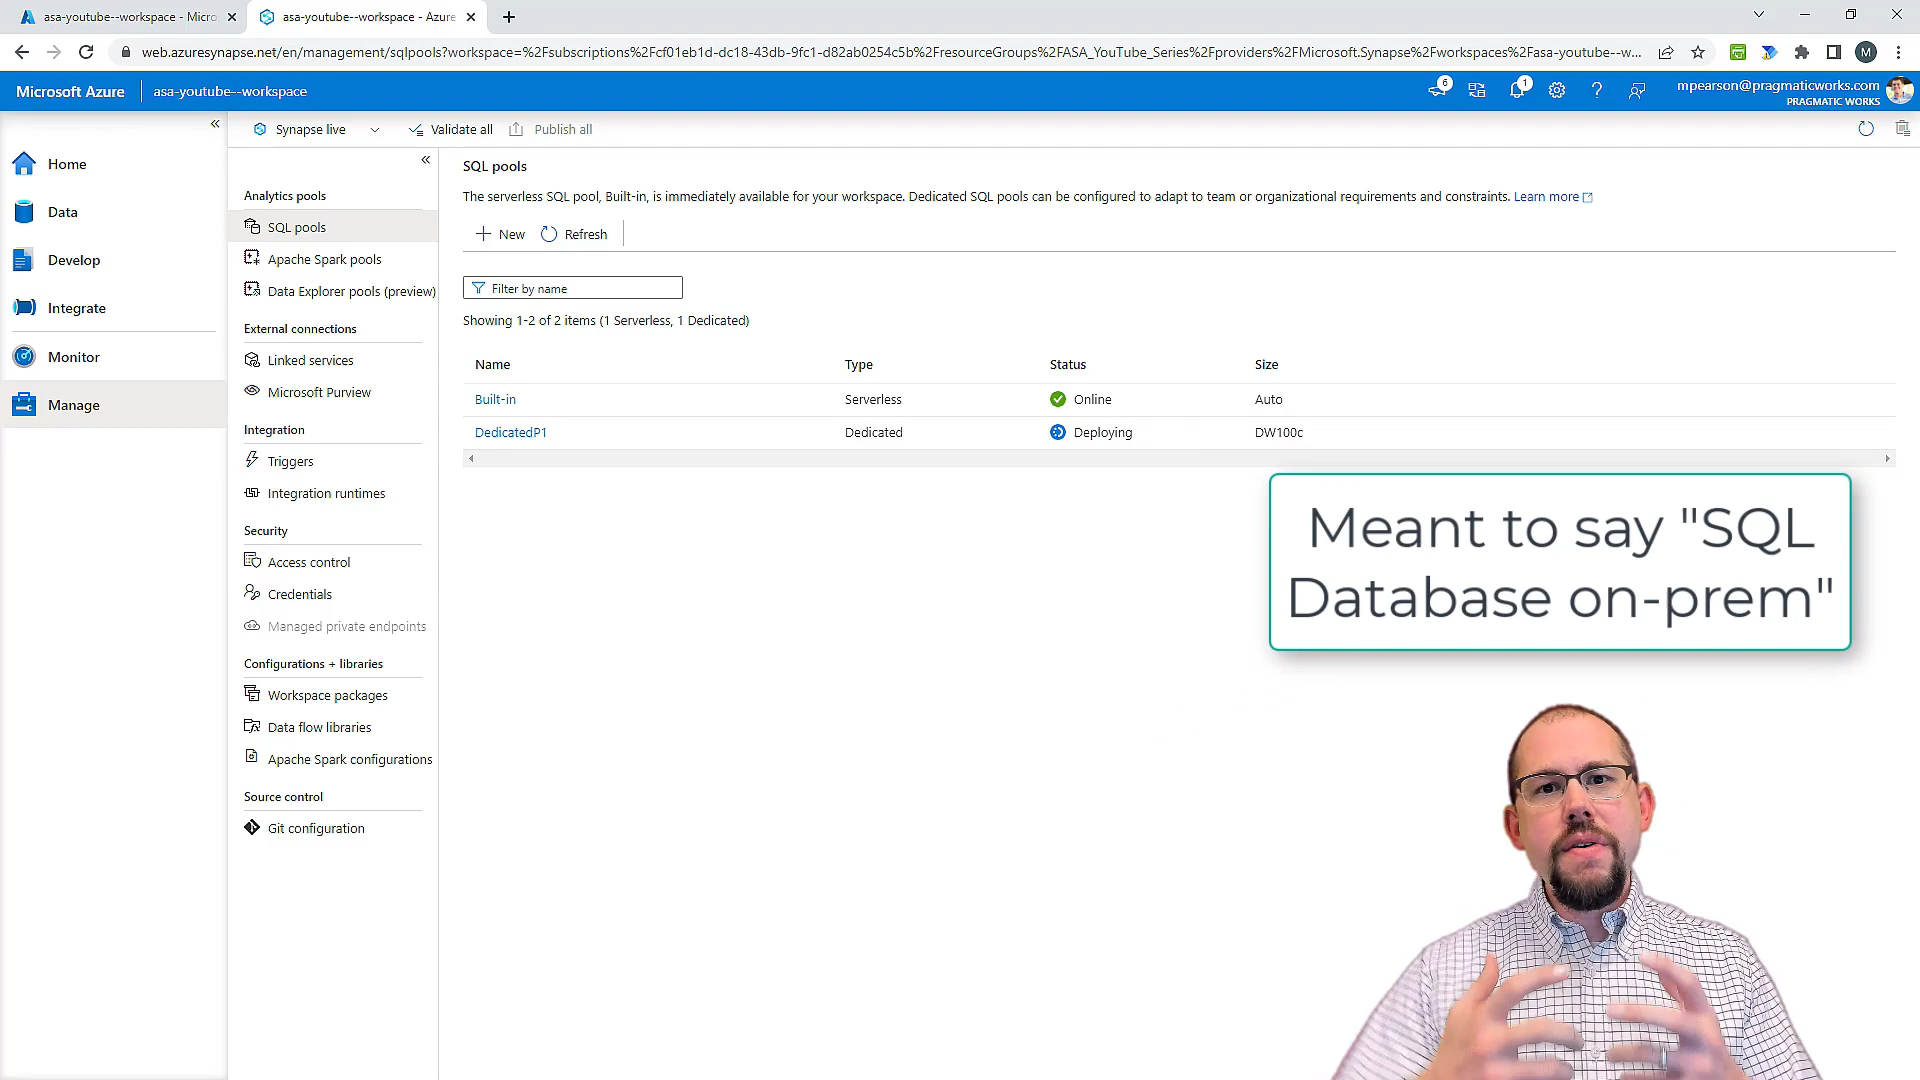 asa-youtube--workspace - Micro
asa-youtube--workspace - Azure
web.azuresynapse.net/en/management/sqlpools?workspace=%2Fsubscriptions%2Fcf01eb1d-dc18-43db-9fc1-d82ab0254c5b%2FresourceGroups%2FASA_YouTube_Series%2Fproviders%2FMicrosoft.Synapse%2Fworkspaces%2Fasa-youtube--w...
M
Microsoft Azure
asa-youtube--workspace
6
1
mpearson@pragmaticworks.com
PRAGMATIC WORKS
Synapse live
Validate all
Publish all
Home
Data
Develop
Integrate
Monitor
Manage
Analytics pools
SQL pools
Apache Spark pools
Data Explorer pools (preview)
External connections
Linked services
Microsoft Purview
Integration
Triggers
Integration runtimes
Security
Access control
Credentials
Managed private endpoints
Configurations + libraries
Workspace packages
Data flow libraries
Apache Spark configurations
Source control
Git configuration
SQL pools
The serverless SQL pool, Built-in, is immediately available for your workspace. Dedicated SQL pools can be configured to adapt to team or organizational requirements and constraints. Learn more
New
Refresh
Filter by name
Showing 1-2 of 2 items (1 Serverless, 1 Dedicated)
Name Type Status Size
Built-in Serverless Online Auto
DedicatedP1 Dedicated Deploying DW100c
Meant to say "SQL
Database on-prem"